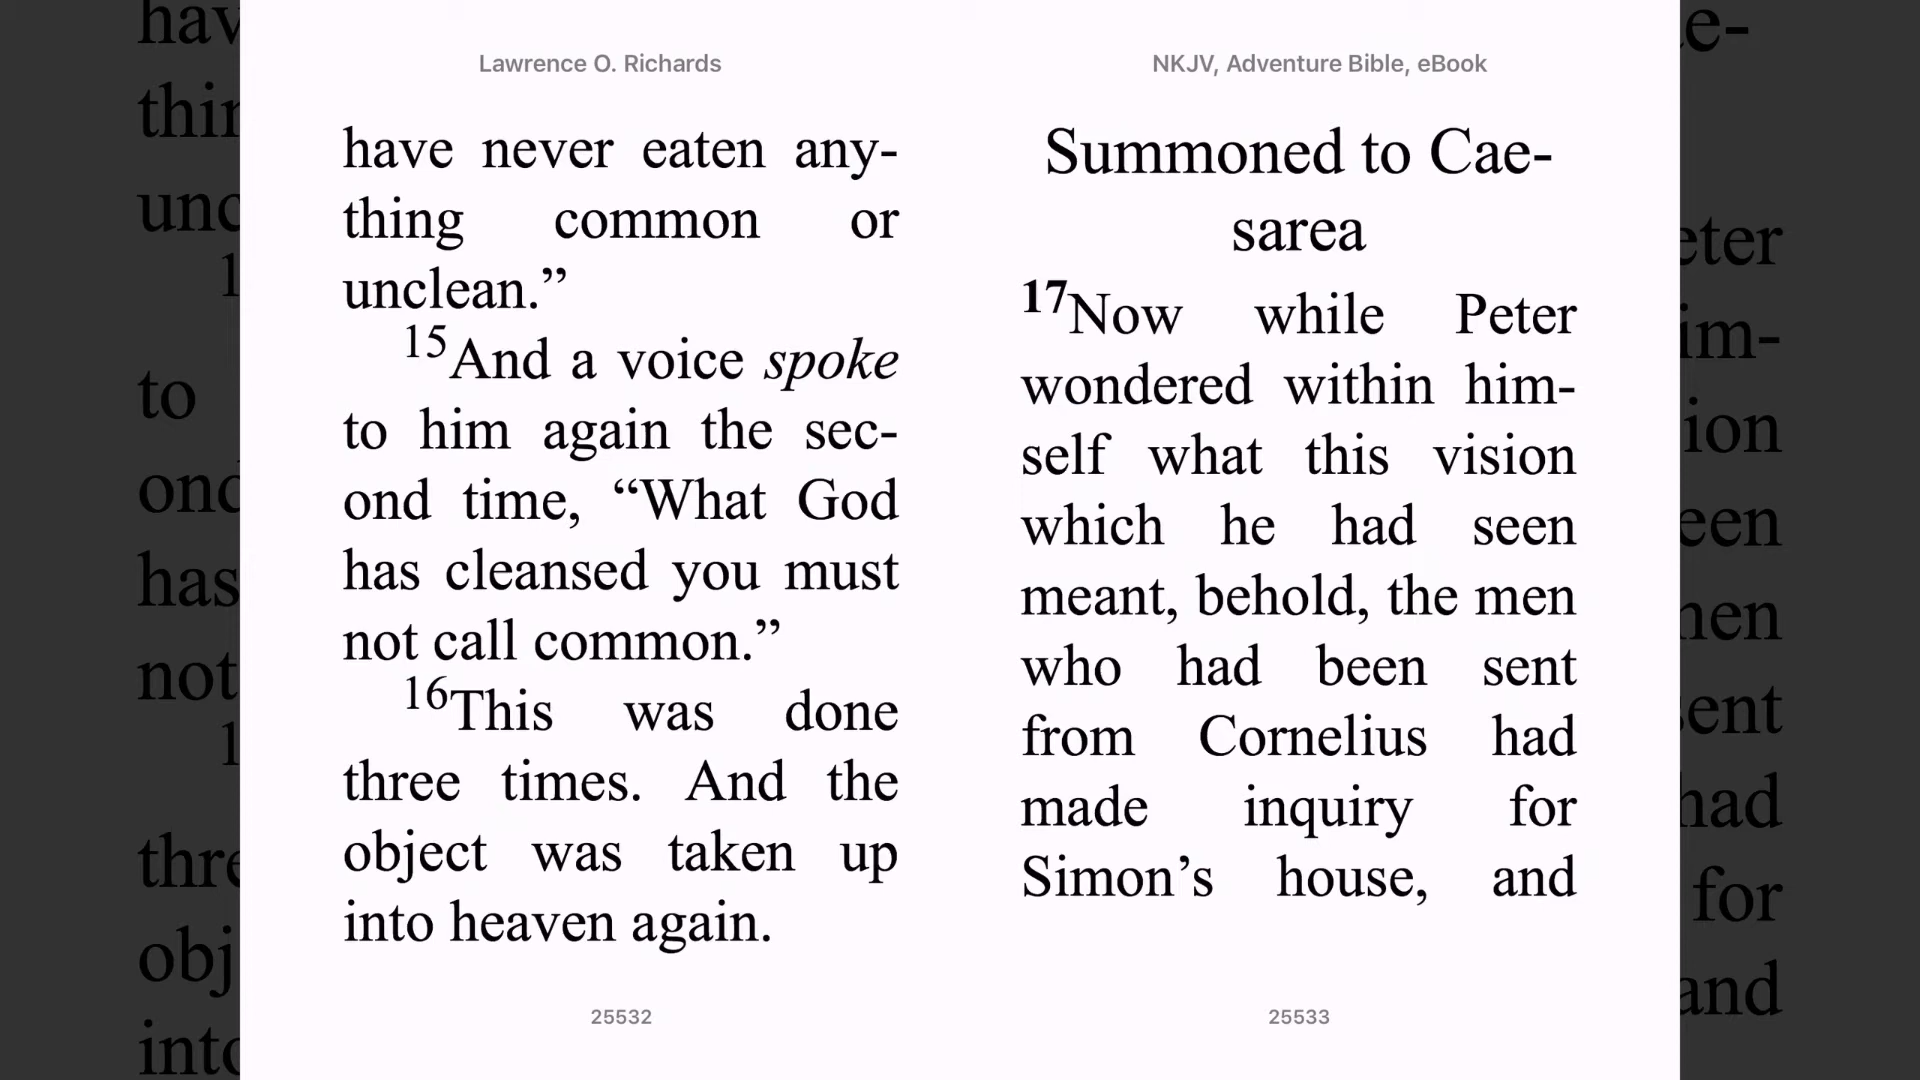 Lawrence O. Richards
have never eaten any-
thing common or
unclean.”
15And a voice spoke
to him again the sec-
ond time, “What God
has cleansed you must
not call common.”
16This was done
three times. And the
object was taken up
into heaven again.
25532
NKJV, Adventure Bible, eBook
Summoned to Cae-
sarea
17Now while Peter
wondered within him-
self what this vision
which he had seen
meant, behold, the men
who had been sent
from Cornelius had
made inquiry for
Simon’s house, and
25533